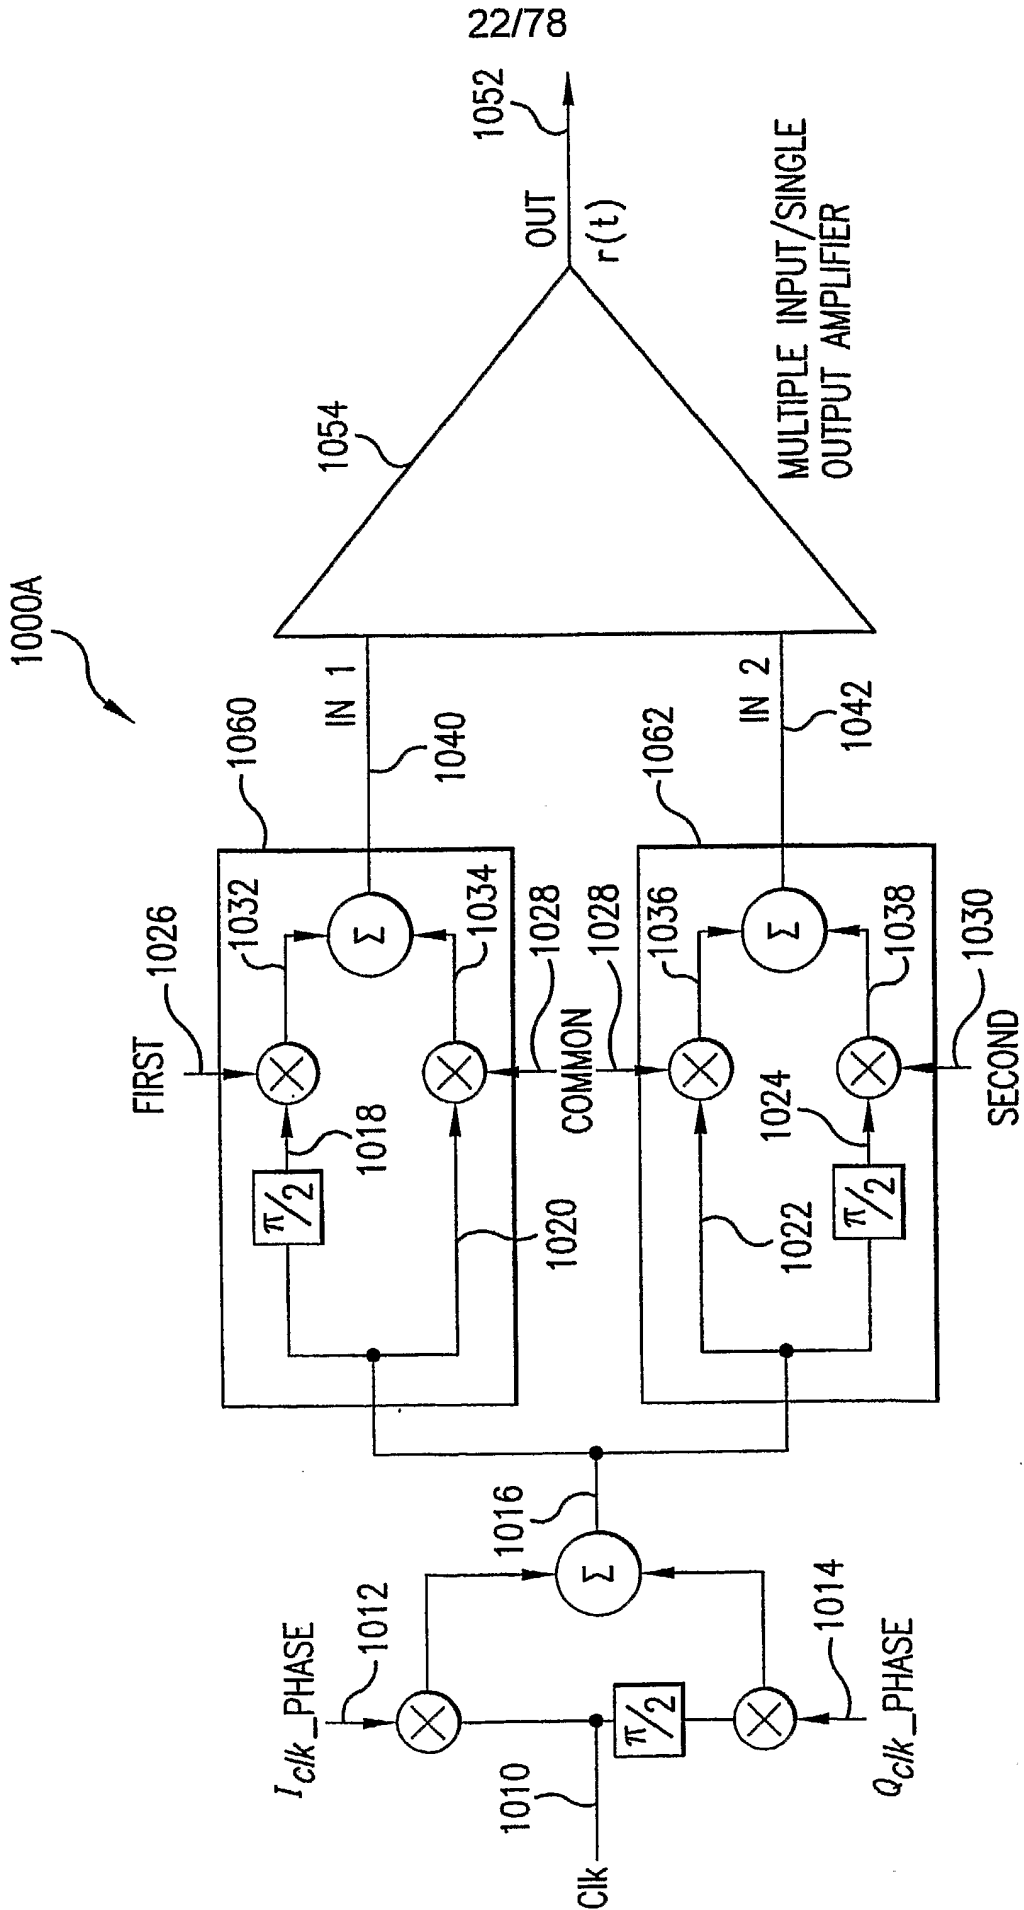 22/78
1000A
1052
OUT
r(t)
1054
MULTIPLE INPUT/SINGLE
OUTPUT AMPLIFIER
IN 1
1040
IN 2
1042
1060
1062
FIRST
1026
1032
Σ
1034
1028
COMMON
1028
1036
Σ
1038
1030
SECOND
π/2
1018
1020
1022
π/2
1024
1016
Σ
Iclk_PHASE
1012
π/2
1014
Qclk_PHASE
1010
Clk